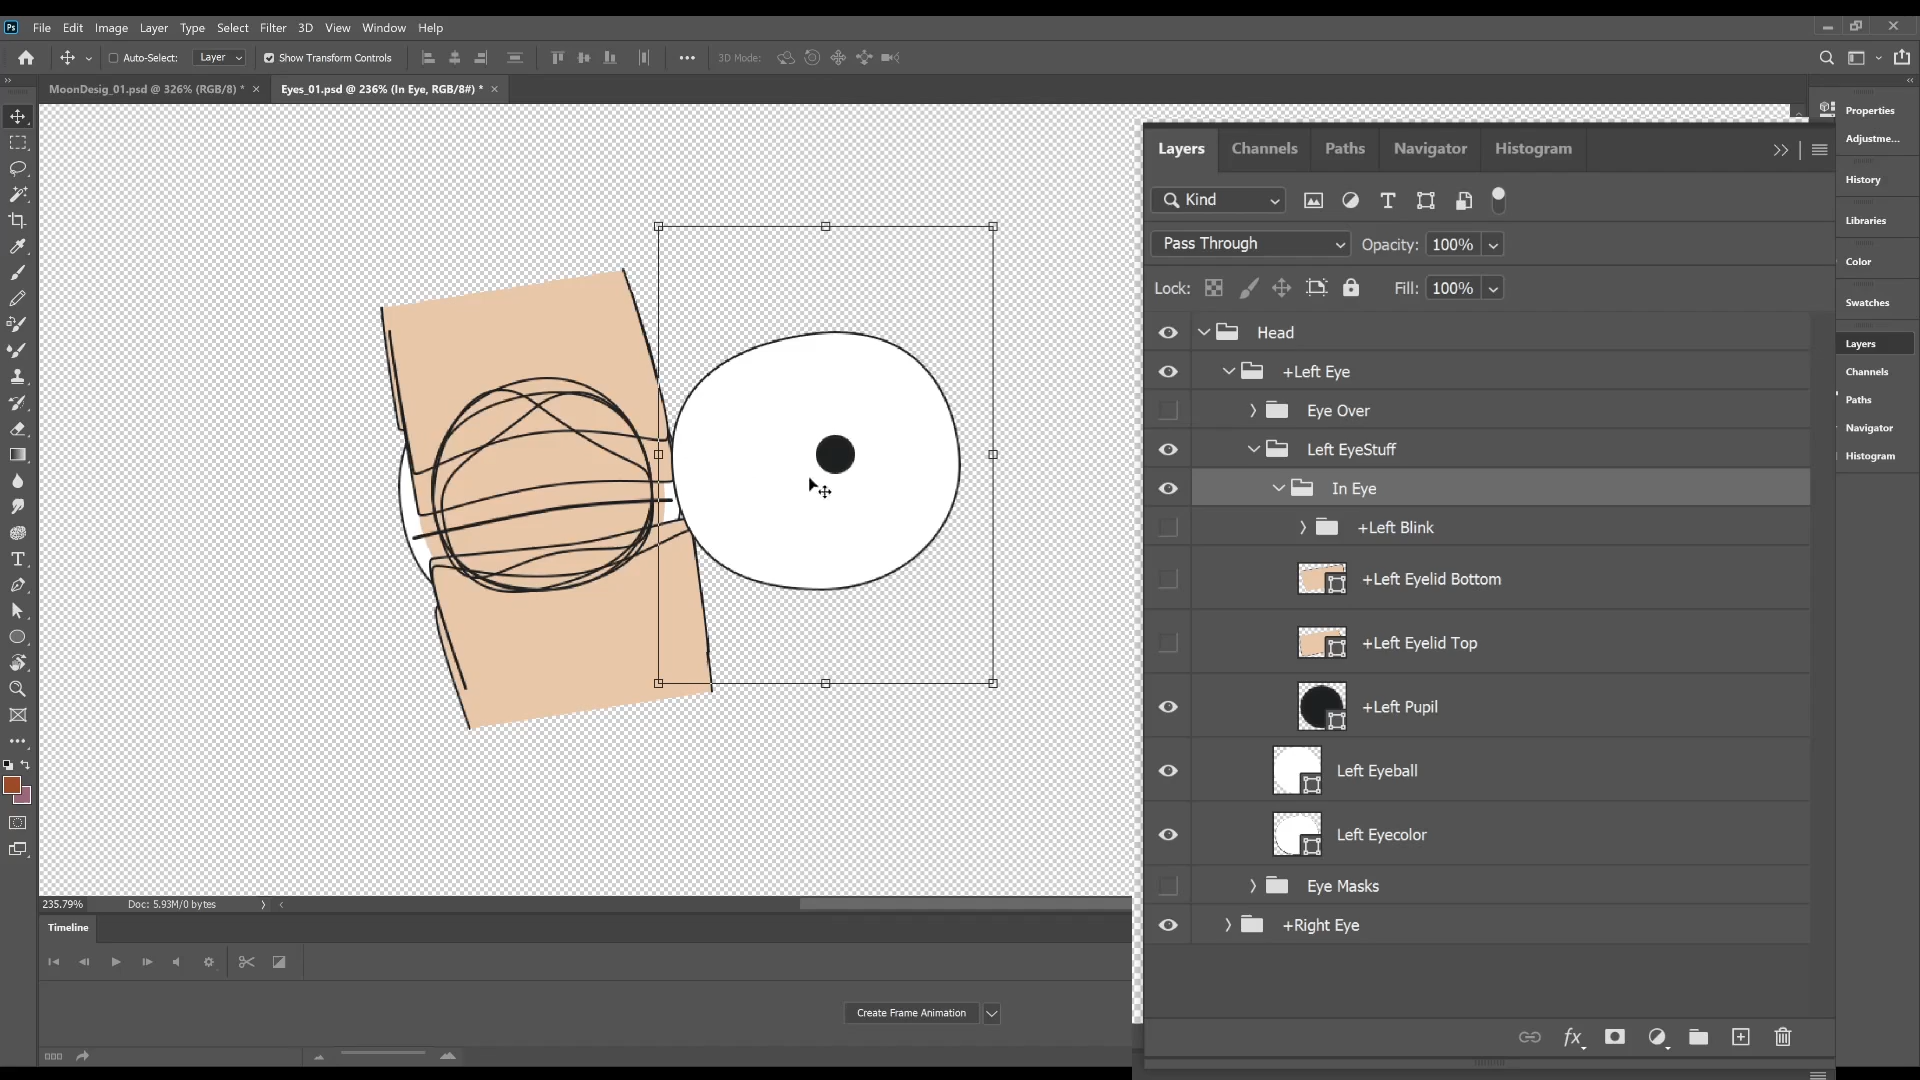 Ps File Edit Image Layer Type Select Filter 3D View Window Help
Auto-Select: Layer Show Transform Controls 3D Mode:
MoonDesig_01.psd @ 326% (RGB/8) * Eyes_01.psd @ 236% (In Eye, RGB/8#) *
Layers Channels Paths Navigator Histogram
Kind
Pass Through Opacity: 100%
Lock: Fill: 100%
Head
+Left Eye
Eye Over
Left EyeStuff
In Eye
+Left Blink
+Left Eyelid Bottom
+Left Eyelid Top
+Left Pupil
Left Eyeball
Left Eyecolor
Eye Masks
+Right Eye
fx
Properties
Adjustme...
History
Libraries
Color
Swatches
Layers
Channels
Paths
Navigator
Histogram
235.79% Doc: 5.93M/0 bytes
Timeline
Create Frame Animation